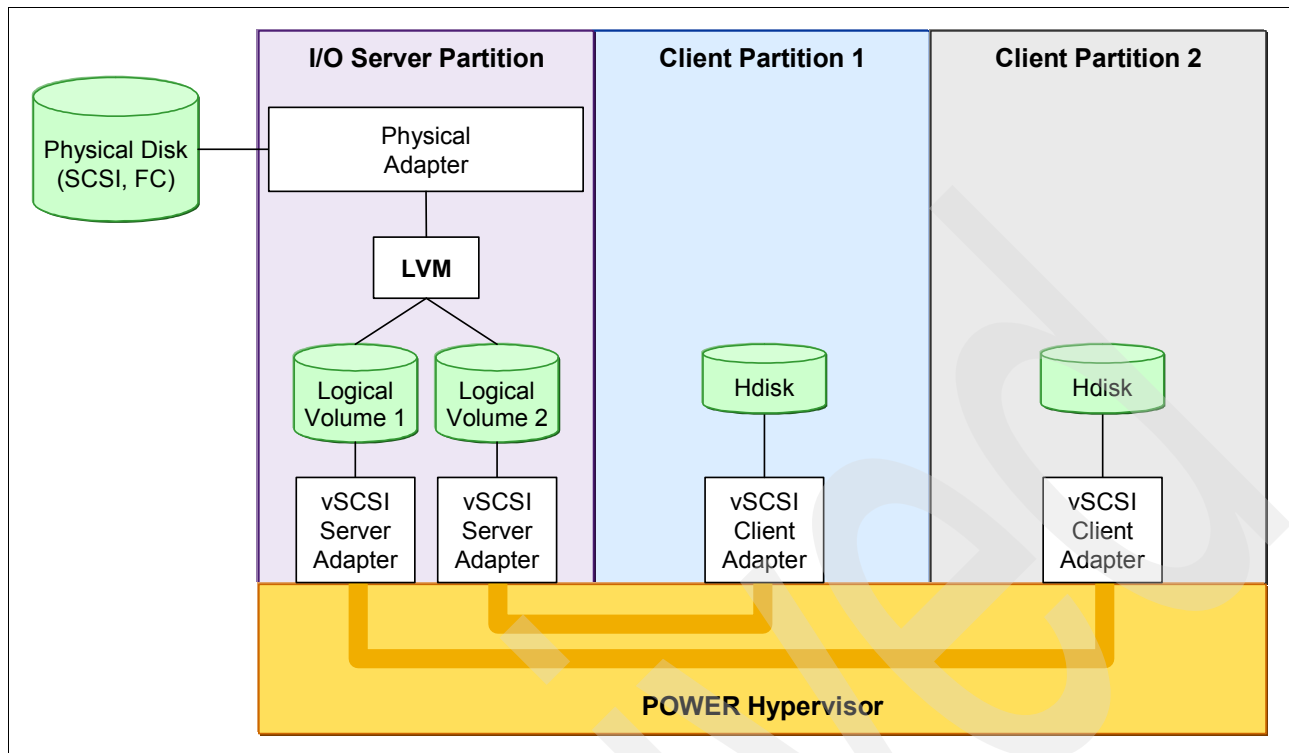 I/O Server Partition
Client Partition 1
Client Partition 2
Physical Disk
(SCSI, FC)
Physical
Adapter
LVM
Logical
Volume 1
Logical
Volume 2
Hdisk
Hdisk
vSCSI
Server
Adapter
vSCSI
Server
Adapter
vSCSI
Client
Adapter
vSCSI
Client
Adapter
POWER Hypervisor